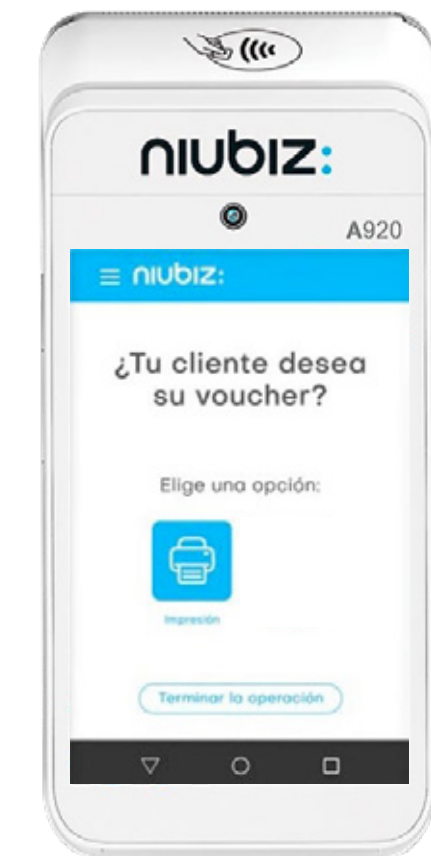 niubiz:
A920
niubiz:
¿Tu cliente desea
su voucher?
Elige una opción:
Impresión
Terminar la operación